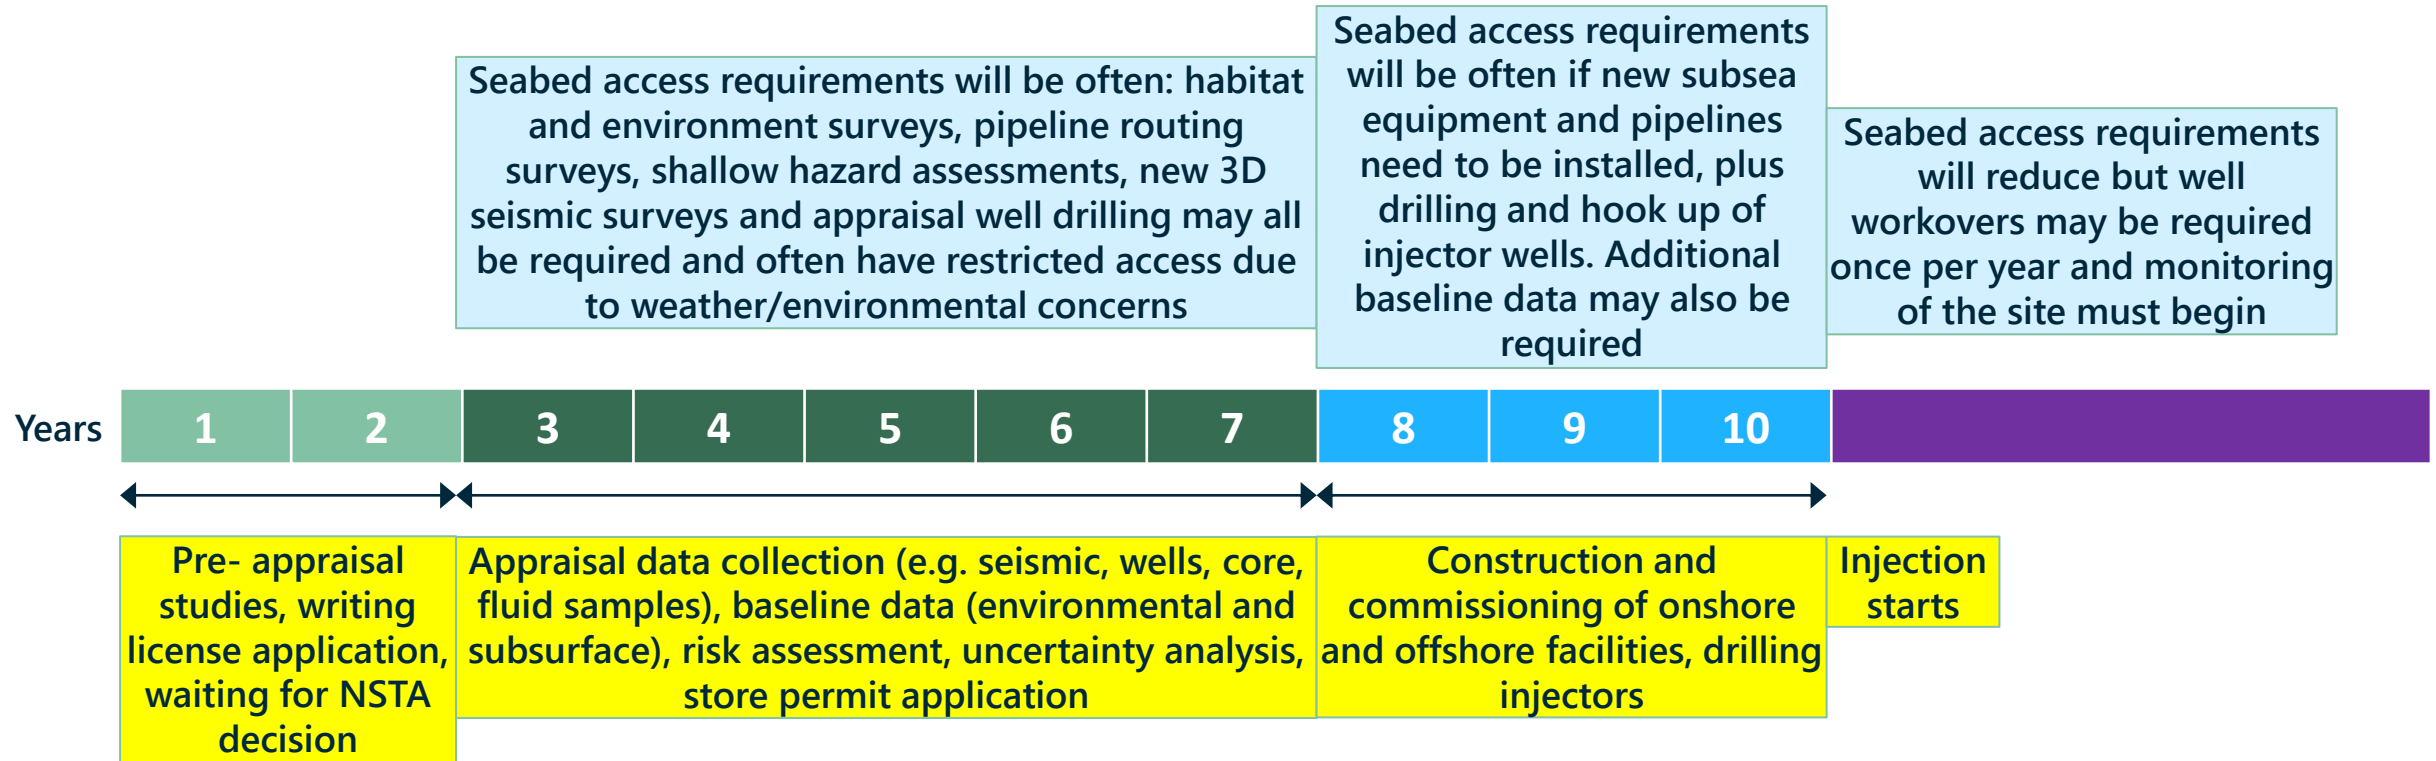 Seabed access requirements will be often: habitat
and environment surveys, pipeline routing
surveys, shallow hazard assessments, new 3D
seismic surveys and appraisal well drilling may all
be required and often have restricted access due
to weather/environmental concerns
Seabed access requirements
will be often if new subsea
equipment and pipelines
need to be installed, plus
drilling and hook up of
injector wells. Additional
baseline data may also be
required
Seabed access requirements
will reduce but well
workovers may be required
once per year and monitoring
of the site must begin
Years 1 2 3 4 5 6 7 8 9 10
Pre- appraisal
studies, writing
license application,
waiting for NSTA
decision
Appraisal data collection (e.g. seismic, wells, core,
fluid samples), baseline data (environmental and
subsurface), risk assessment, uncertainty analysis,
store permit application
Construction and
commissioning of onshore
and offshore facilities, drilling
injectors
Injection
starts